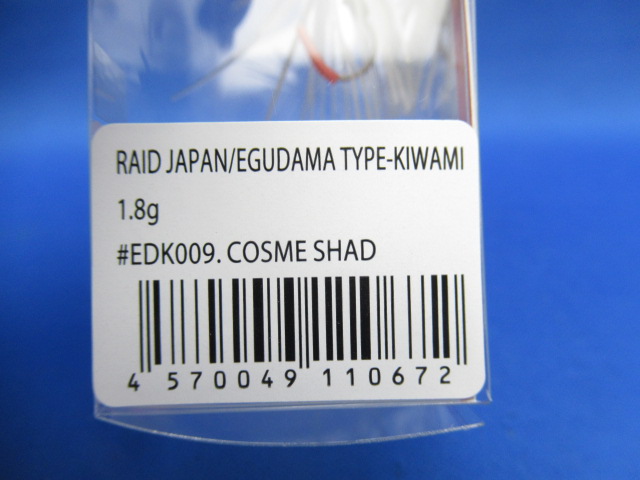 RAID JAPAN/EGUDAMA TYPE-KIWAMI
1.8g
#EDK009. COSME SHAD
4 570049 110672